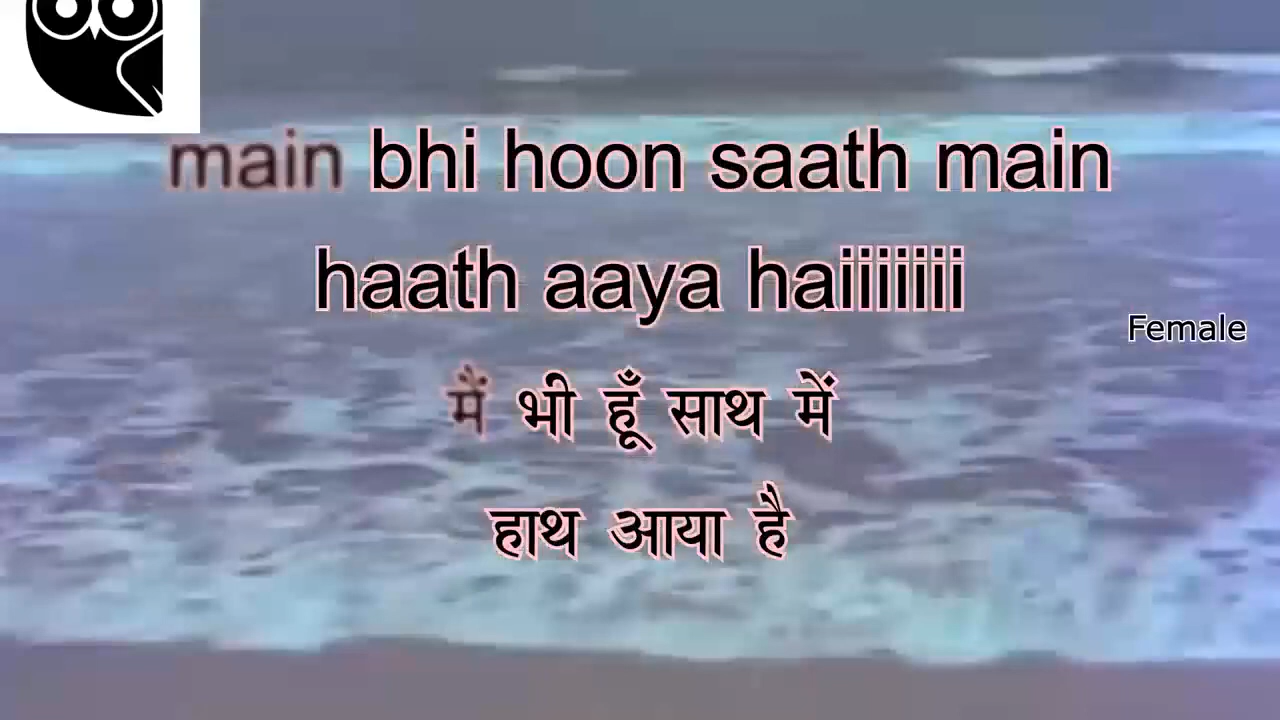 main bhi hoon saath main
haath aaya haiiiiiii
Female
मैं भी हूँ साथ में
हाथ आया है